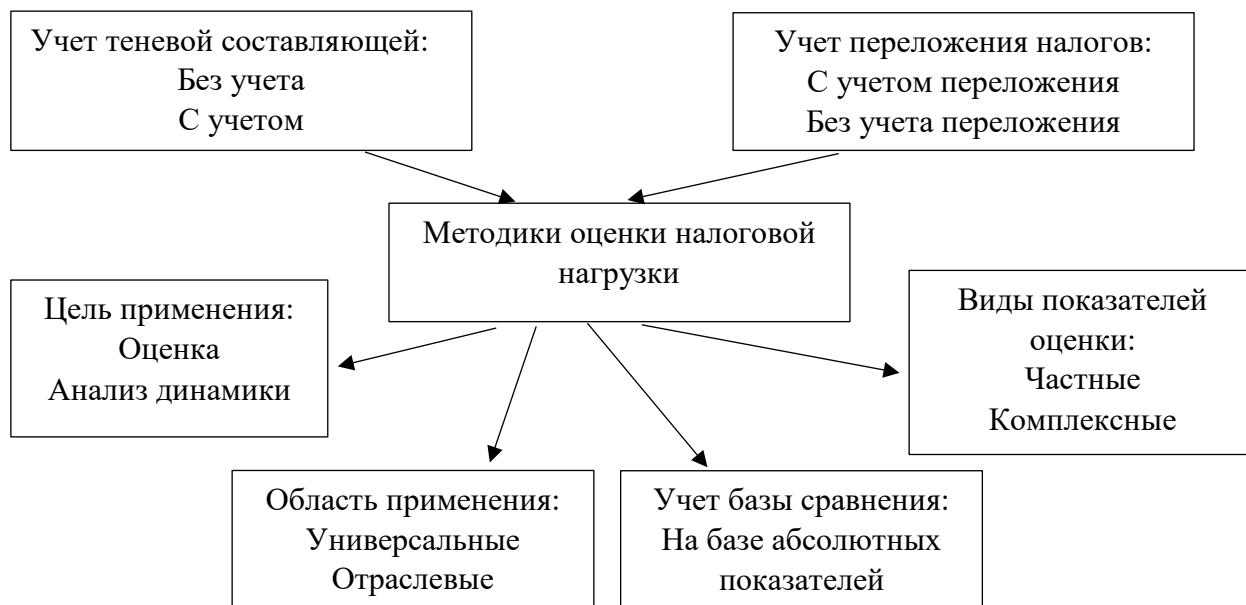 Учет теневой составляющей:
Без учета
С учетом
Учет переложения налогов:
С учетом переложения
Без учета переложения
Методики оценки налоговой
нагрузки
Цель применения:
Оценка
Анализ динамики
Виды показателей
оценки:
Частные
Комплексные
Область применения:
Универсальные
Отраслевые
Учет базы сравнения:
На базе абсолютных
показателей